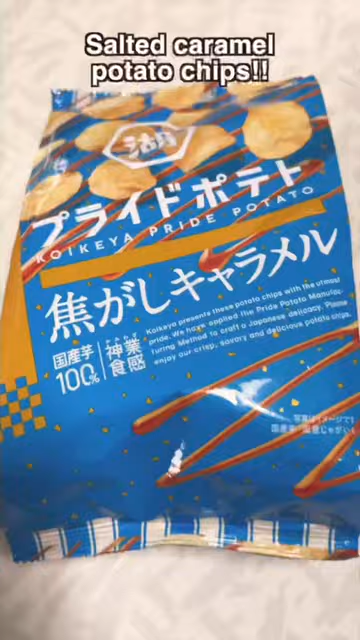 Salted caramel
potato chips!!
湖
プライドポテト
KOIKEYA PRIDE POTATO
焦がしキャラメル
Koikeya presents these potato chips with the utmost
pride. We have applied the Pride Potato Manufac-
turing Method to craft a Japanese delicacy. Please
enjoy our crisp, savory and delicious potato chips.
国産芋
100%
神業
食感
写真はイメージです